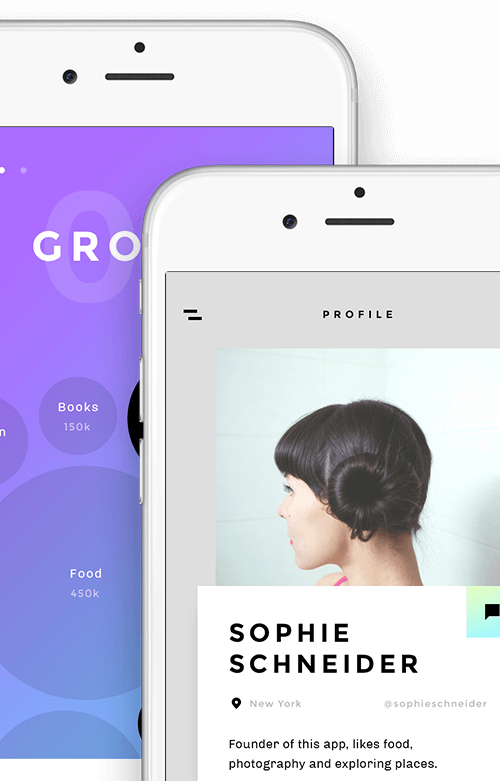 0
GRO
Books
150k
n
Food
450k
PROFILE
SOPHIE
SCHNEIDER
New York @sophieschneider
Founder of this app, likes food,
photography and exploring places.